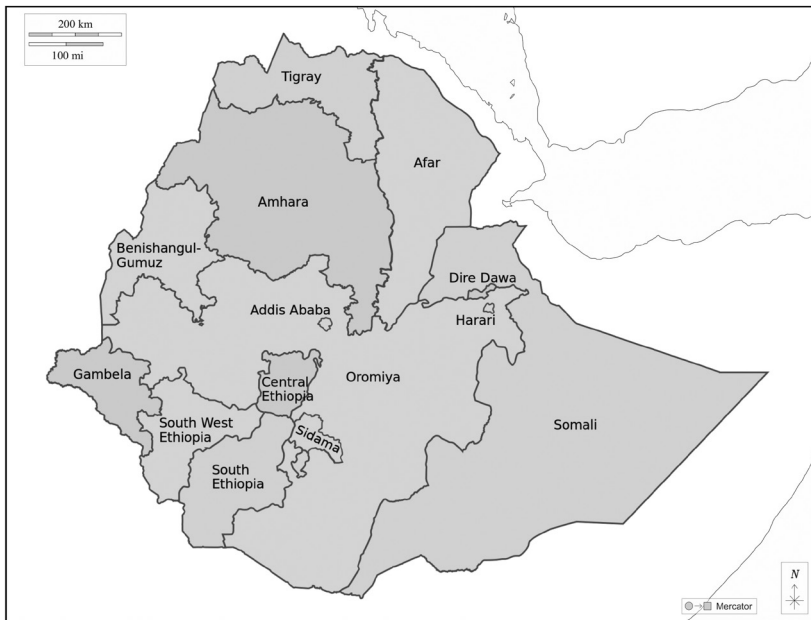 200 km
100 mi
Tigray
Afar
Amhara
Benishangul-
Gumuz
Dire Dawa
Addis Ababa
Harari
Gambela
Central
Ethiopia
Oromiya
South West
Ethiopia
Sidama
Somali
South
Ethiopia
N
Mercator